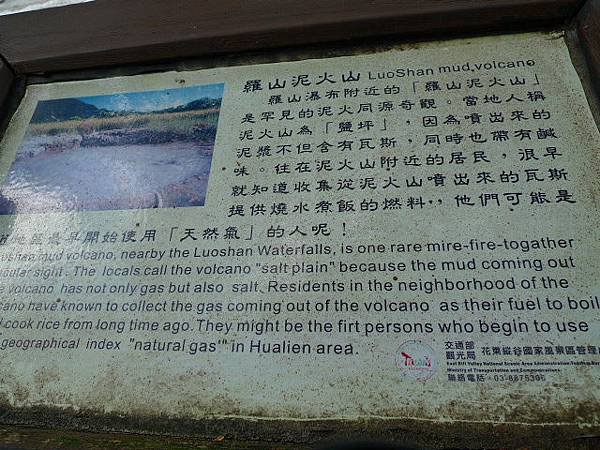 羅山泥火山 LuoShan mud,volcano
羅山瀑布附近的「羅山泥火山」
是罕見的泥火同源奇觀。當地人稱
泥火山為「鹽坪」，因為噴出來的
泥漿不但含有瓦斯，同時也帶有鹹
味。住在泥火山附近的居民，很早
就知道收集從泥火山噴出來的瓦斯
提供燒水煮飯的燃料，他們可能是
地區最早開始使用「天然氣」的人呢！
mud volcano, nearby the Luoshan Waterfalls, is one rare mire-fire-togather
sight. The locals call the volcano "salt plain" because the mud coming out
volcano has not only gas but also salt. Residents in the neighborhood of the
have known to collect the gas coming out of the volcano as their fuel to boil
cook rice from long time ago. They might be the firt persons who begin to use
geographical index "natural gas'" in Hualien area.
交通部
觀光局 花東縱谷國家風景區管理
East Rift Valley National Scenic Area Administration,Tourism
Ministry of Transportation and Communications
聯絡電話：03-8875306